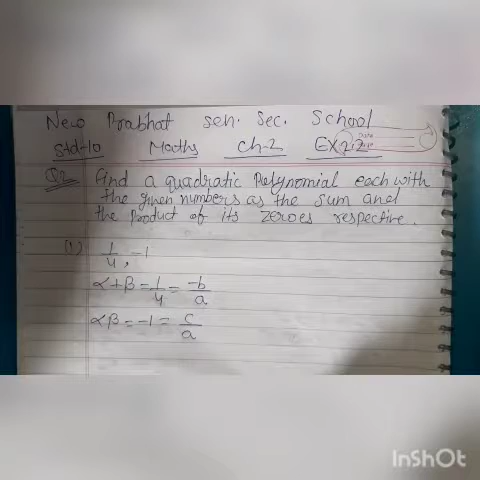 New Prabhat sen. Sec. School
Std-10 Maths Ch-2 EX 2.2
Q2 find a quadratic Polynomial each with
the given numbers as the sum and
the Product of its zeroes respective.
(1) 1/4, -1
α+β = 1/4 = -b/a
αβ = -1 = c/a
InShOt